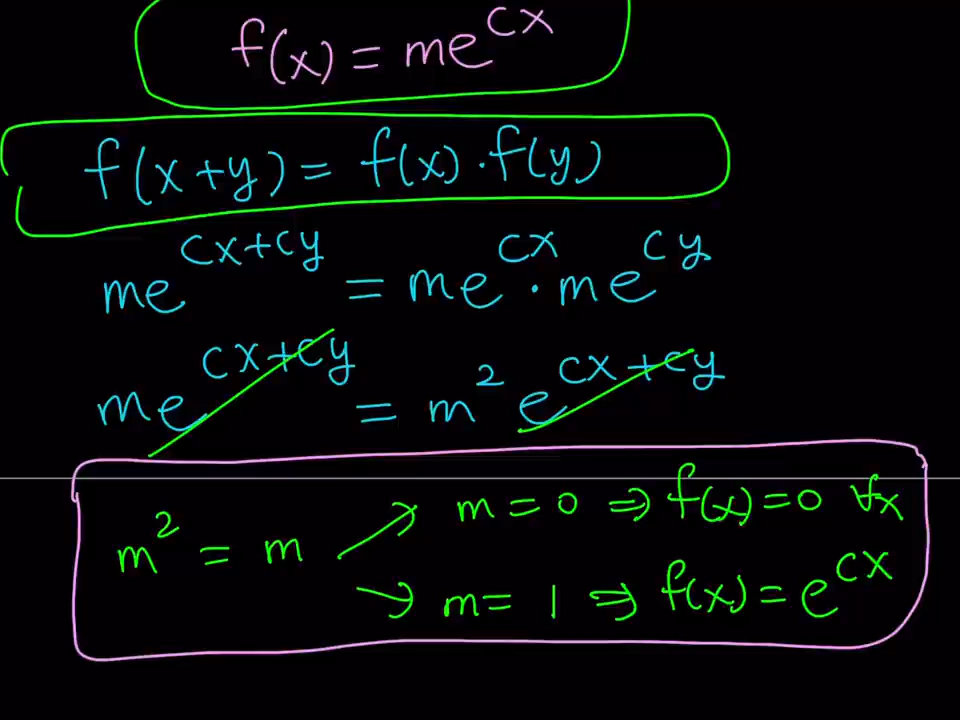 f(x) = me^{cx}
f(x+y) = f(x)·f(y)
me^{cx+cy} = me^{cx} · me^{cy}
me^{cx+cy} = m^2 e^{cx+cy}
m^2 = m → m = 0 ⇒ f(x) = 0 ∀x
→ m = 1 ⇒ f(x) = e^{cx}